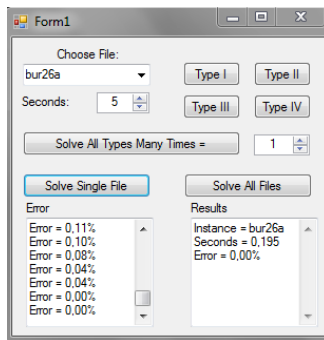 Form1
Choose File:
bur26a
Type I
Type II
Seconds:
5
Type III
Type IV
Solve All Types Many Times =
1
Solve Single File
Solve All Files
Error
Results
Error = 0,11%
Error = 0,10%
Error = 0,08%
Error = 0,04%
Error = 0,04%
Error = 0,00%
Error = 0,00%
Instance = bur26a
Seconds = 0,195
Error = 0,00%